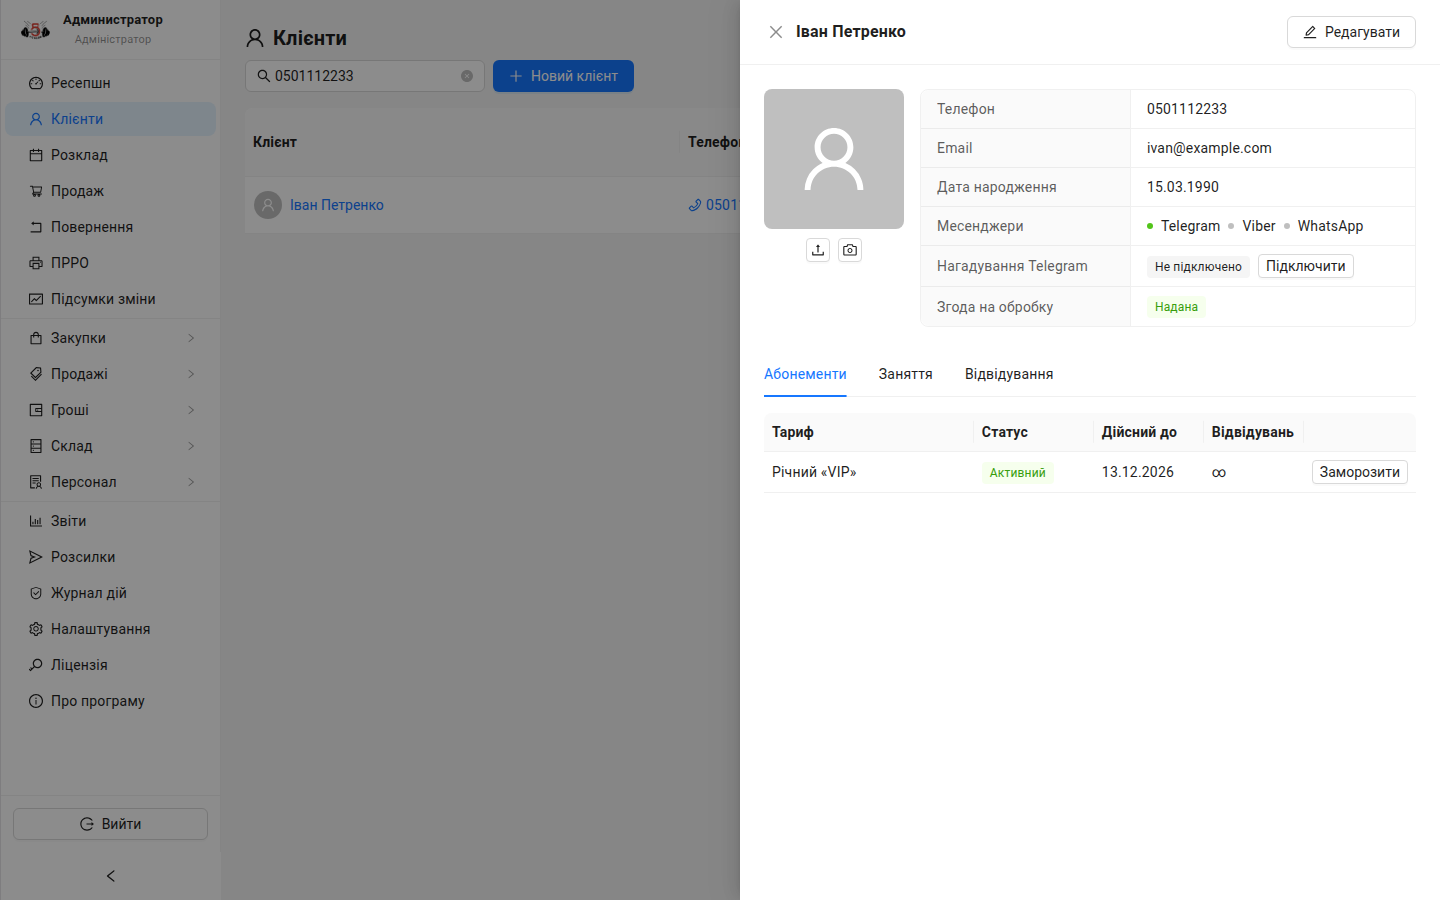 Администратор
Адміністратор
Ресепшн
Клієнти
Розклад
Продаж
Повернення
ПРРО
Підсумки зміни
Закупки
Продажі
Гроші
Склад
Персонал
Звіти
Розсилки
Журнал дій
Налаштування
Ліцензія
Про програму
Вийти
Клієнти
0501112233
Новий клієнт
Клієнт Телефо
Іван Петренко 0501
Іван Петренко
Редагувати
Телефон 0501112233
Email ivan@example.com
Дата народження 15.03.1990
Месенджери Telegram Viber WhatsApp
Нагадування Telegram Не підключено Підключити
Згода на обробку Надана
Абонементи Заняття Відвідування
Тариф Статус Дійсний до Відвідувань
Річний «VIP» Активний 13.12.2026 ∞ Заморозити